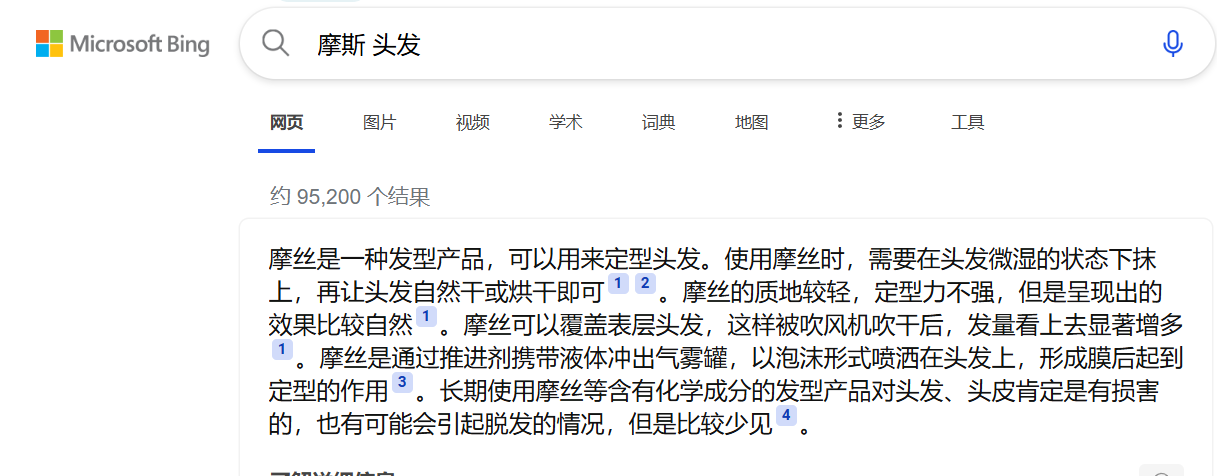 Microsoft Bing
摩斯 头发
网页 图片 视频 学术 词典 地图 更多 工具
约 95,200 个结果
摩丝是一种发型产品，可以用来定型头发。使用摩丝时，需要在头发微湿的状态下抹
上，再让头发自然干或烘干即可 1 2 。摩丝的质地较轻，定型力不强，但是呈现出的
效果比较自然 1 。摩丝可以覆盖表层头发，这样被吹风机吹干后，发量看上去显著增多
1 。摩丝是通过推进剂携带液体冲出气雾罐，以泡沫形式喷洒在头发上，形成膜后起到
定型的作用 3 。长期使用摩丝等含有化学成分的发型产品对头发、头皮肯定是有损害
的，也有可能会引起脱发的情况，但是比较少见 4 。